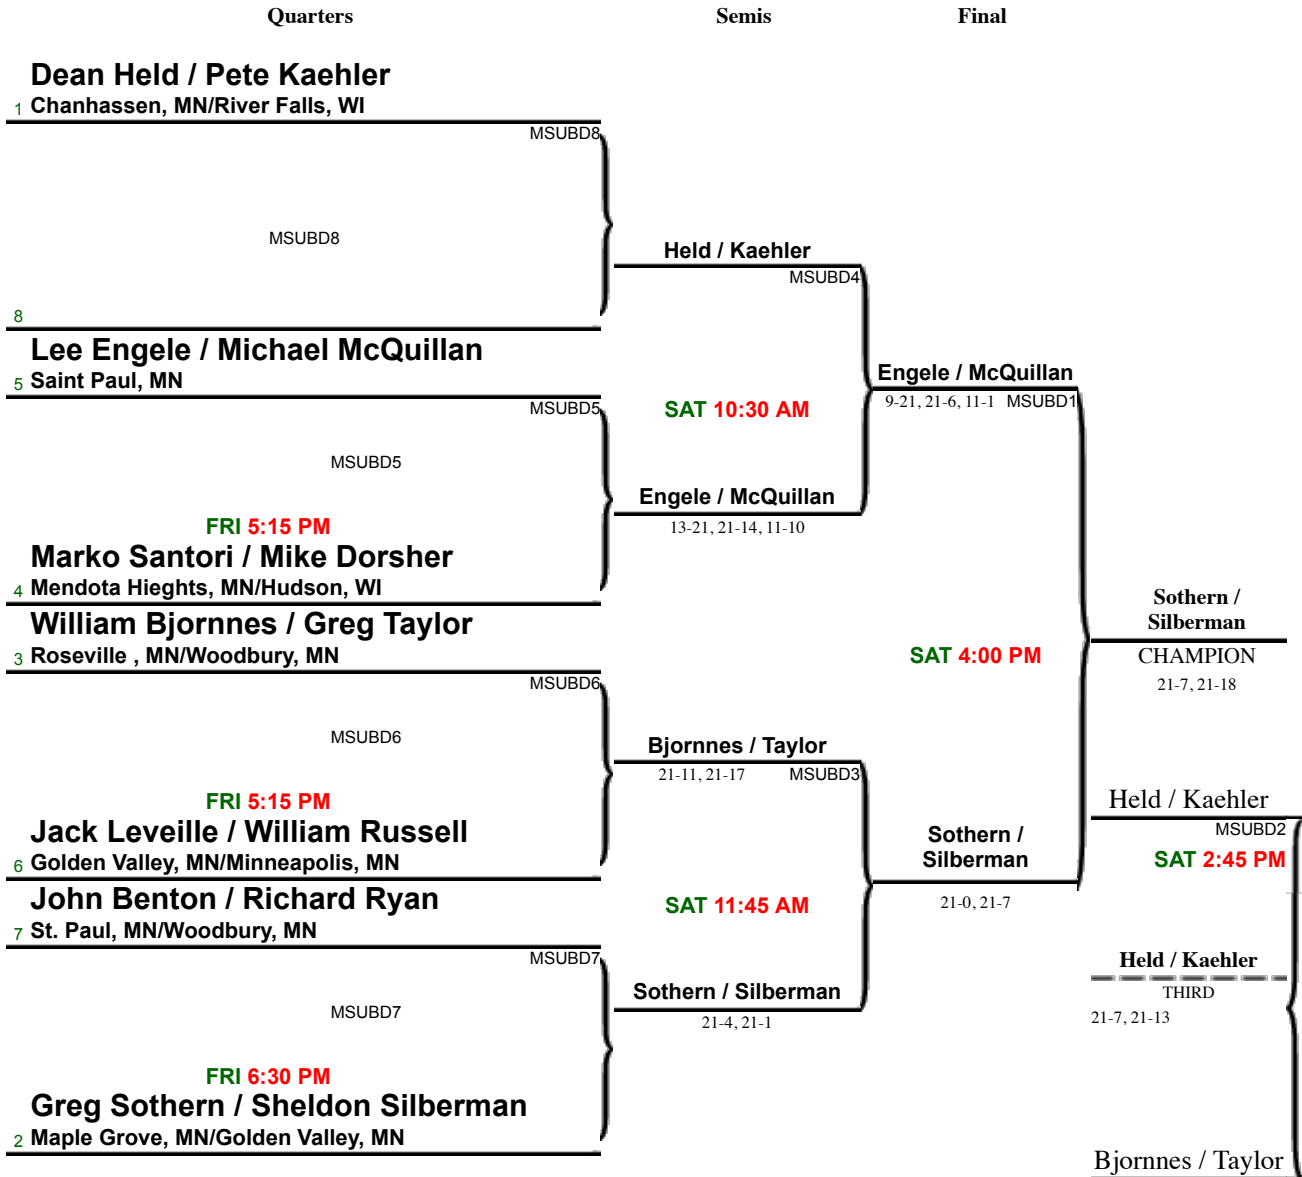 Quarters
Semis
Final
Dean Held / Pete Kaehler
1 Chanhassen, MN/River Falls, WI
MSUBD8
MSUBD8
8
Held / Kaehler
MSUBD4
Lee Engele / Michael McQuillan
5 Saint Paul, MN
MSUBD5
MSUBD5
SAT 10:30 AM
Engele / McQuillan
9-21, 21-6, 11-1 MSUBD1
FRI 5:15 PM
Marko Santori / Mike Dorsher
4 Mendota Hieghts, MN/Hudson, WI
Engele / McQuillan
13-21, 21-14, 11-10
William Bjornnes / Greg Taylor
3 Roseville , MN/Woodbury, MN
MSUBD6
MSUBD6
SAT 4:00 PM
Sothern /
Silberman
CHAMPION
21-7, 21-18
FRI 5:15 PM
Jack Leveille / William Russell
6 Golden Valley, MN/Minneapolis, MN
Bjornnes / Taylor
21-11, 21-17 MSUBD3
Sothern /
Silberman
21-0, 21-7
Held / Kaehler
MSUBD2
SAT 2:45 PM
John Benton / Richard Ryan
7 St. Paul, MN/Woodbury, MN
MSUBD7
MSUBD7
SAT 11:45 AM
Sothern / Silberman
21-4, 21-1
Held / Kaehler
THIRD
21-7, 21-13
FRI 6:30 PM
Greg Sothern / Sheldon Silberman
2 Maple Grove, MN/Golden Valley, MN
Bjornnes / Taylor